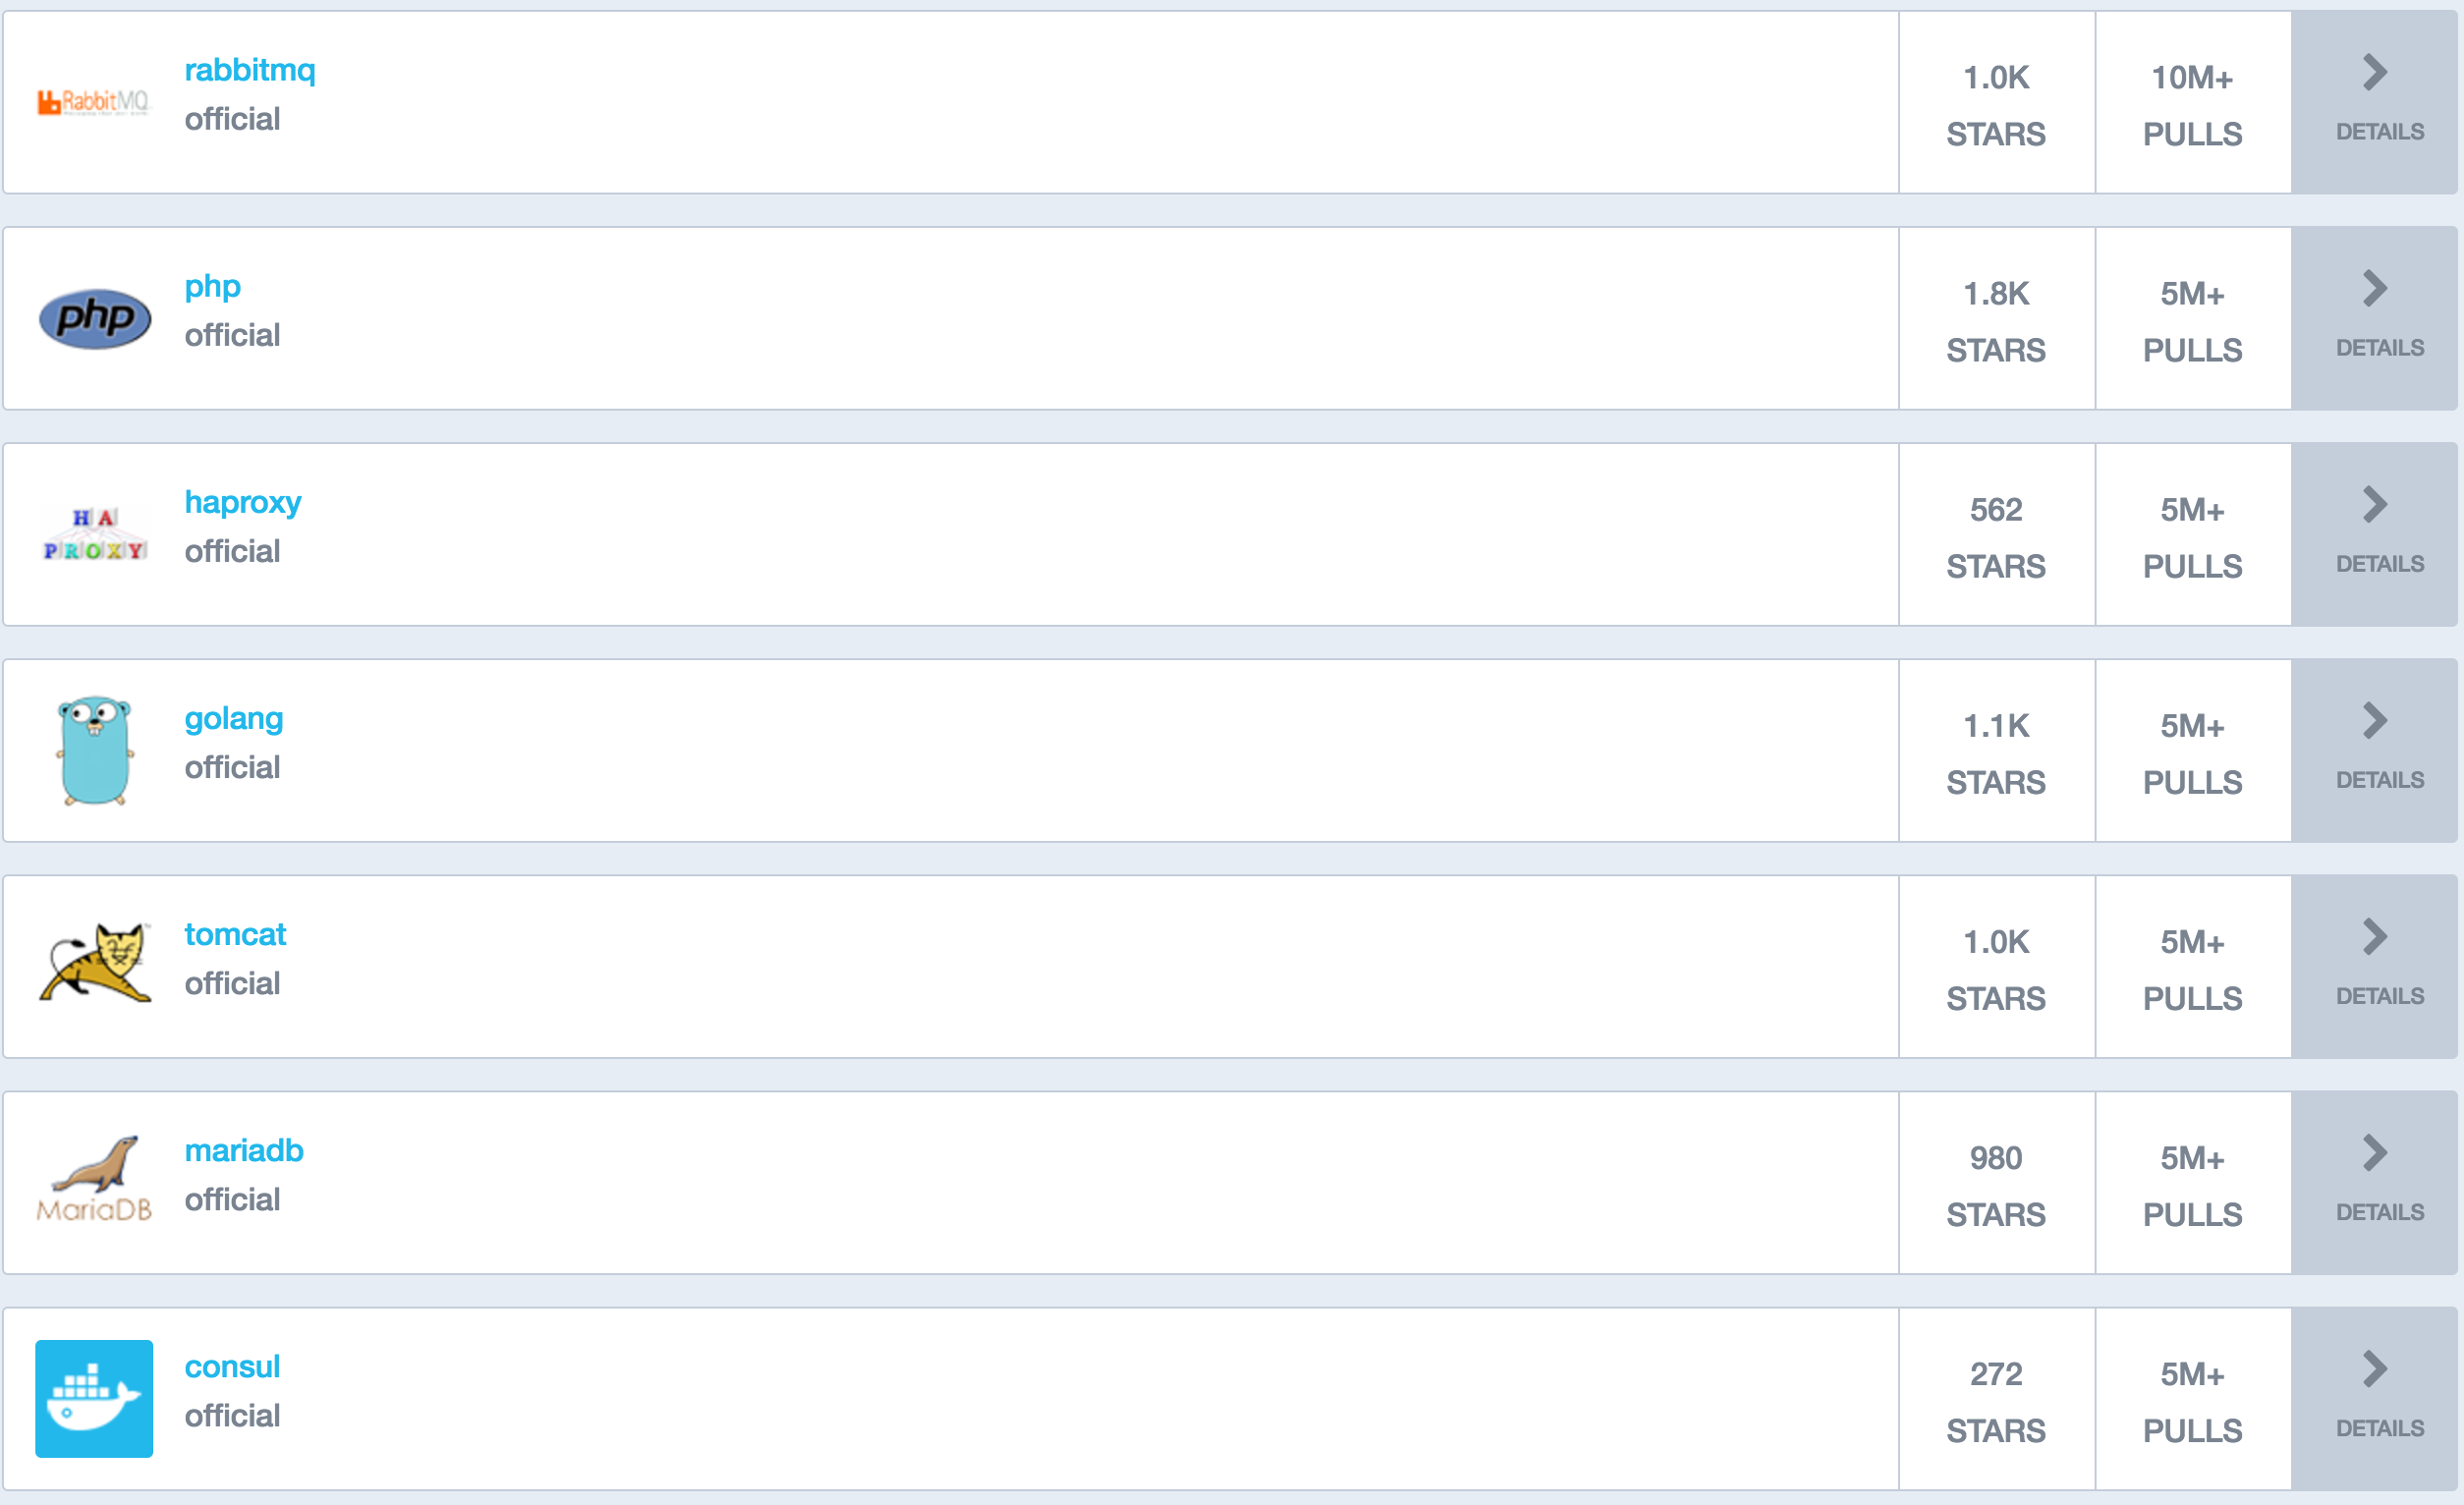 RabbitMQ
rabbitmq
official
1.0K
STARS
10M+
PULLS
DETAILS
php
php
official
1.8K
STARS
5M+
PULLS
DETAILS
HA
PROXY
haproxy
official
562
STARS
5M+
PULLS
DETAILS
golang
official
1.1K
STARS
5M+
PULLS
DETAILS
tomcat
official
1.0K
STARS
5M+
PULLS
DETAILS
MariaDB
mariadb
official
980
STARS
5M+
PULLS
DETAILS
consul
official
272
STARS
5M+
PULLS
DETAILS